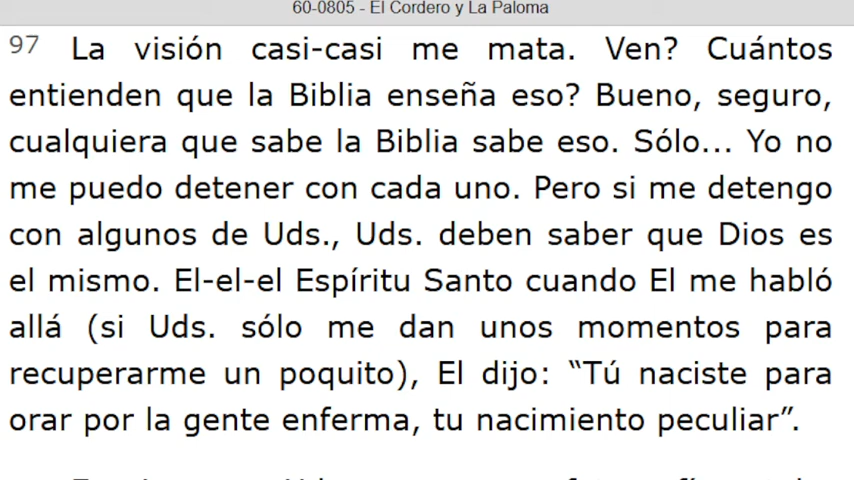 60-0805 - El Cordero y La Paloma
97 La visión casi-casi me mata. Ven? Cuántos
entienden que la Biblia enseña eso? Bueno, seguro,
cualquiera que sabe la Biblia sabe eso. Sólo... Yo no
me puedo detener con cada uno. Pero si me detengo
con algunos de Uds., Uds. deben saber que Dios es
el mismo. El-el-el Espíritu Santo cuando El me habló
allá (si Uds. sólo me dan unos momentos para
recuperarme un poquito), El dijo: “Tú naciste para
orar por la gente enferma, tu nacimiento peculiar”.